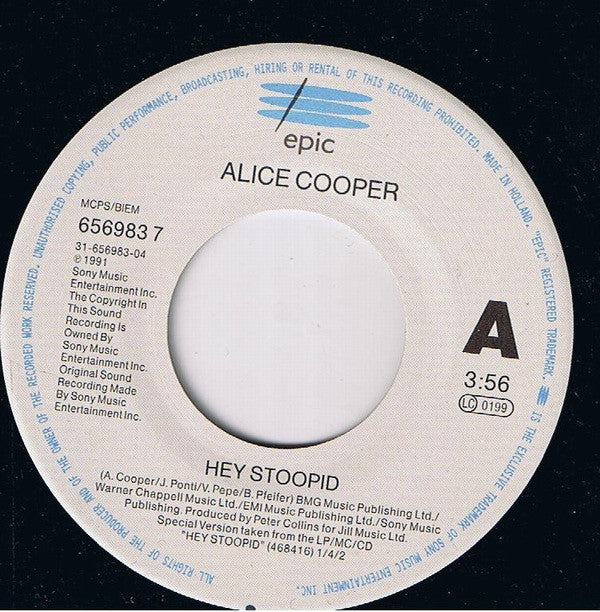 epic
ALICE COOPER
MCPS/BIEM
656983 7
31-656983-04
℗ 1991
Sony Music
Entertainment Inc.
The Copyright In
This Sound
Recording Is
Owned By
Sony Music
Entertainment Inc.
Original Sound
Recording Made
By Sony Music
Entertainment Inc.
A
3:56
LC 0199
HEY STOOPID
(A. Cooper/J. Ponti/V. Pepe/B. Pfeifer) BMG Music Publishing Ltd./
Warner Chappell Music Ltd./EMI Music Publishing Ltd./Sony Music
Publishing. Produced by Peter Collins for Jill Music Ltd.
Special Version taken from the LP/MC/CD
"HEY STOOPID" (468416) 1/4/2
ALL RIGHTS OF THE PRODUCER AND OF THE OWNER OF THE RECORDED WORK RESERVED. UNAUTHORISED COPYING, PUBLIC PERFORMANCE, BROADCASTING, HIRING OR RENTAL OF THIS RECORDING PROHIBITED. MADE IN HOLLAND. "EPIC" REGISTERED TRADEMARK IS THE EXCLUSIVE TRADEMARK OF SONY MUSIC ENTERTAINMENT INC.